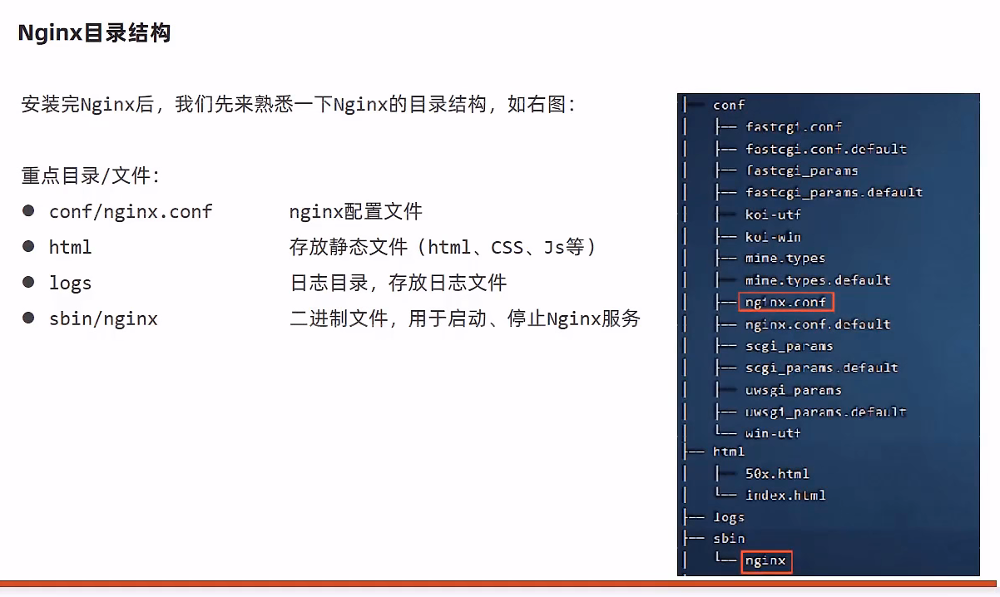 Nginx目录结构
安装完Nginx后，我们先来熟悉一下Nginx的目录结构，如右图：
重点目录/文件：
● conf/nginx.conf nginx配置文件
● html 存放静态文件（html、CSS、Js等）
● logs 日志目录，存放日志文件
● sbin/nginx 二进制文件，用于启动、停止Nginx服务
├── conf
│   ├── fastcgi.conf
│   ├── fastcgi.conf.default
│   ├── fastcgi_params
│   ├── fastcgi_params.default
│   ├── koi-utf
│   ├── koi-win
│   ├── mime.types
│   ├── mime.types.default
│   ├── nginx.conf
│   ├── nginx.conf.default
│   ├── scgi_params
│   ├── scgi_params.default
│   ├── uwsgi_params
│   ├── uwsgi_params.default
│   └── win-utf
├── html
│   ├── 50x.html
│   └── index.html
├── logs
├── sbin
│   └── nginx